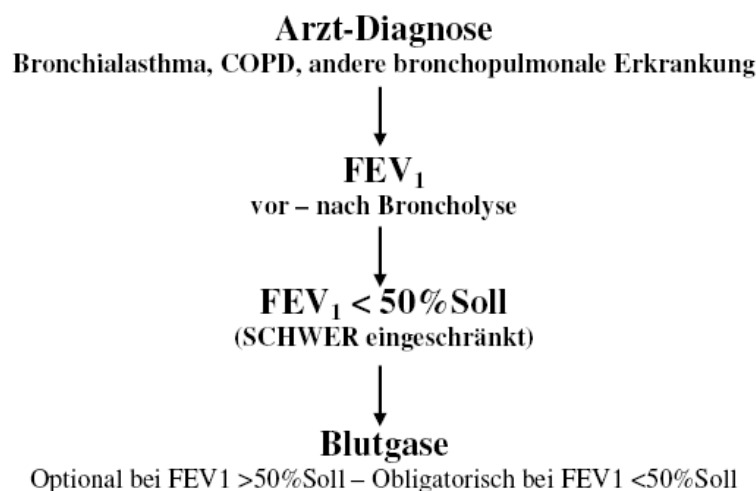 Arzt-Diagnose
Bronchialasthma, COPD, andere bronchopulmonale Erkrankung
FEV₁
vor – nach Broncholyse
FEV₁ < 50%Soll
(SCHWER eingeschränkt)
Blutgase
Optional bei FEV1 >50%Soll – Obligatorisch bei FEV1 <50%Soll